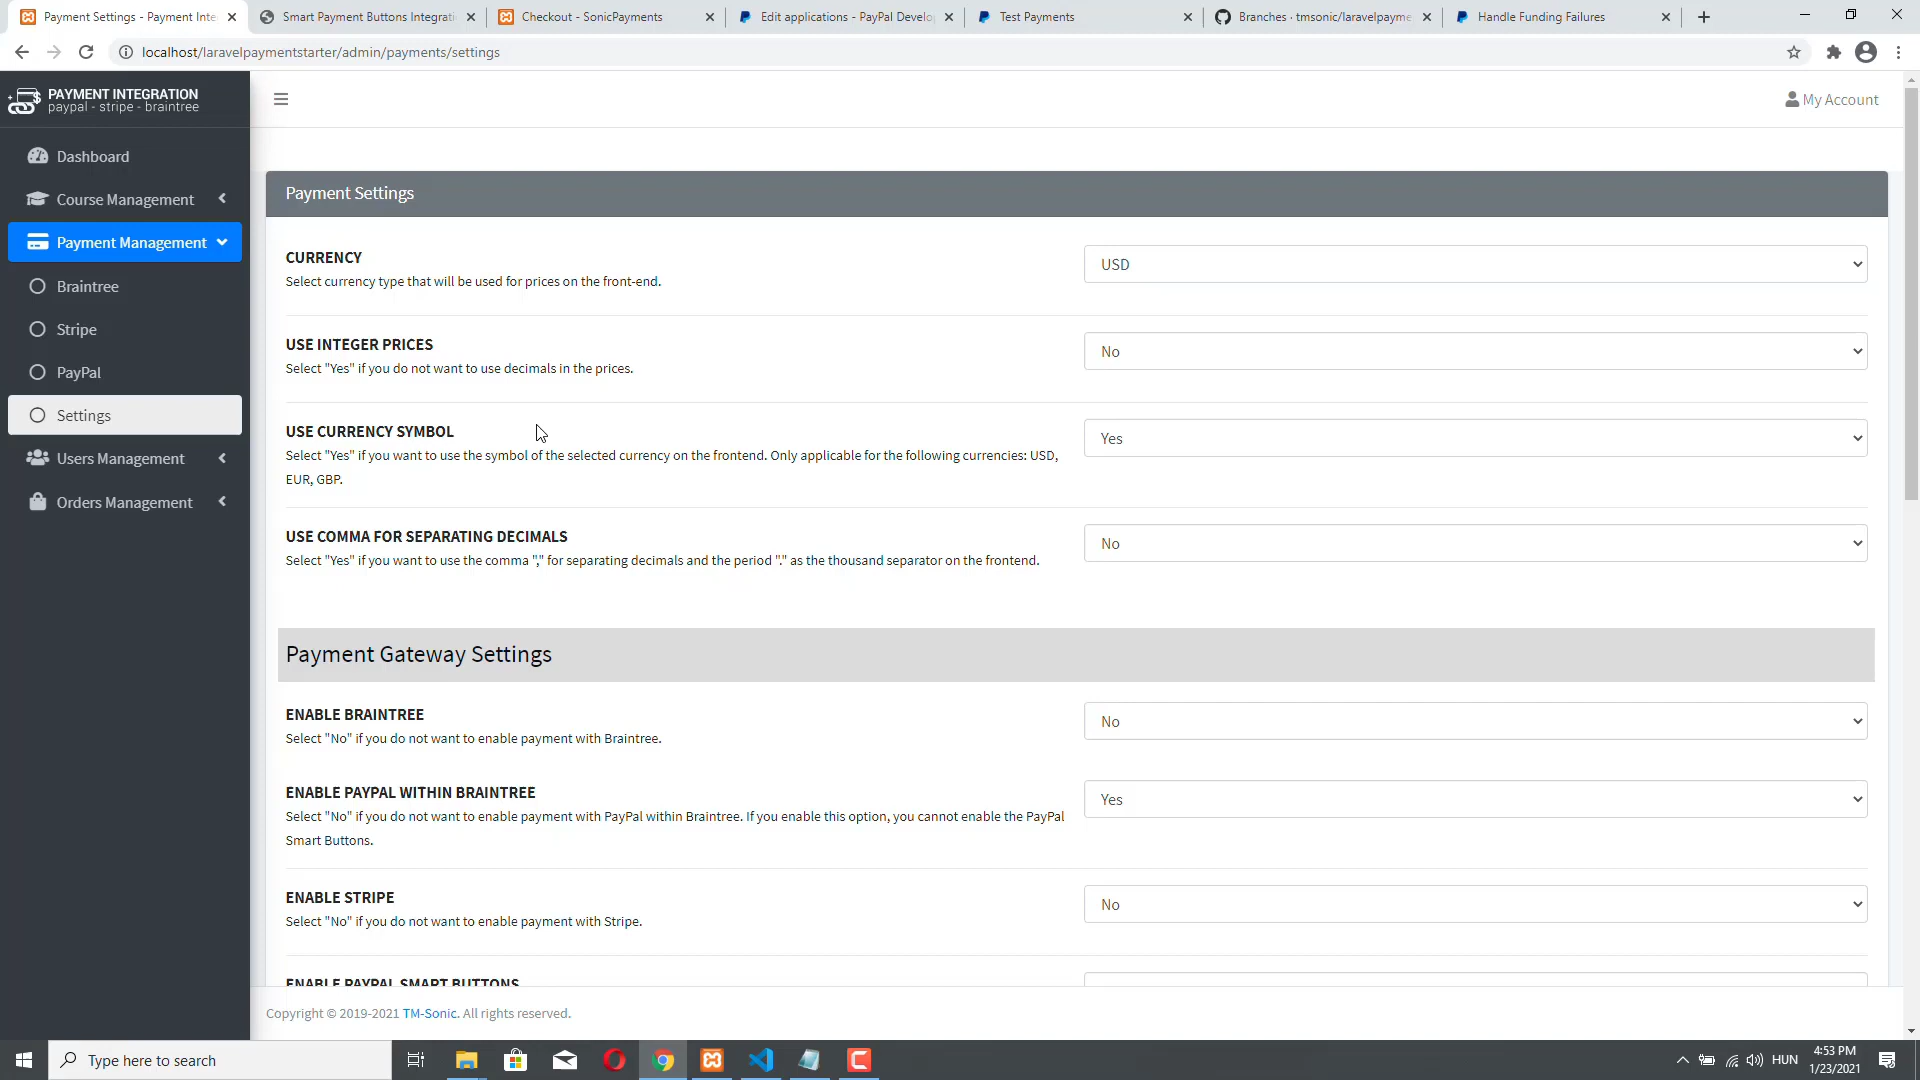 Payment Settings - Payment Inte
Smart Payment Buttons Integrati
Checkout - SonicPayments
Edit applications - PayPal Develo
Test Payments
Branches · tmsonic/laravelpayme
Handle Funding Failures
localhost/laravelpaymentstarter/admin/payments/settings
PAYMENT INTEGRATION
paypal - stripe - braintree
My Account
Dashboard
Course Management
Payment Management
Braintree
Stripe
PayPal
Settings
Users Management
Orders Management
Payment Settings
CURRENCY
Select currency type that will be used for prices on the front-end.
USD
USE INTEGER PRICES
Select "Yes" if you do not want to use decimals in the prices.
No
USE CURRENCY SYMBOL
Select "Yes" if you want to use the symbol of the selected currency on the frontend. Only applicable for the following currencies: USD,
EUR, GBP.
Yes
USE COMMA FOR SEPARATING DECIMALS
Select "Yes" if you want to use the comma "," for separating decimals and the period "." as the thousand separator on the frontend.
No
Payment Gateway Settings
ENABLE BRAINTREE
Select "No" if you do not want to enable payment with Braintree.
No
ENABLE PAYPAL WITHIN BRAINTREE
Select "No" if you do not want to enable payment with PayPal within Braintree. If you enable this option, you cannot enable the PayPal
Smart Buttons.
Yes
ENABLE STRIPE
Select "No" if you do not want to enable payment with Stripe.
No
ENABLE PAYPAL SMART BUTTONS
Copyright © 2019-2021 TM-Sonic. All rights reserved.
Type here to search
HUN
4:53 PM
1/23/2021